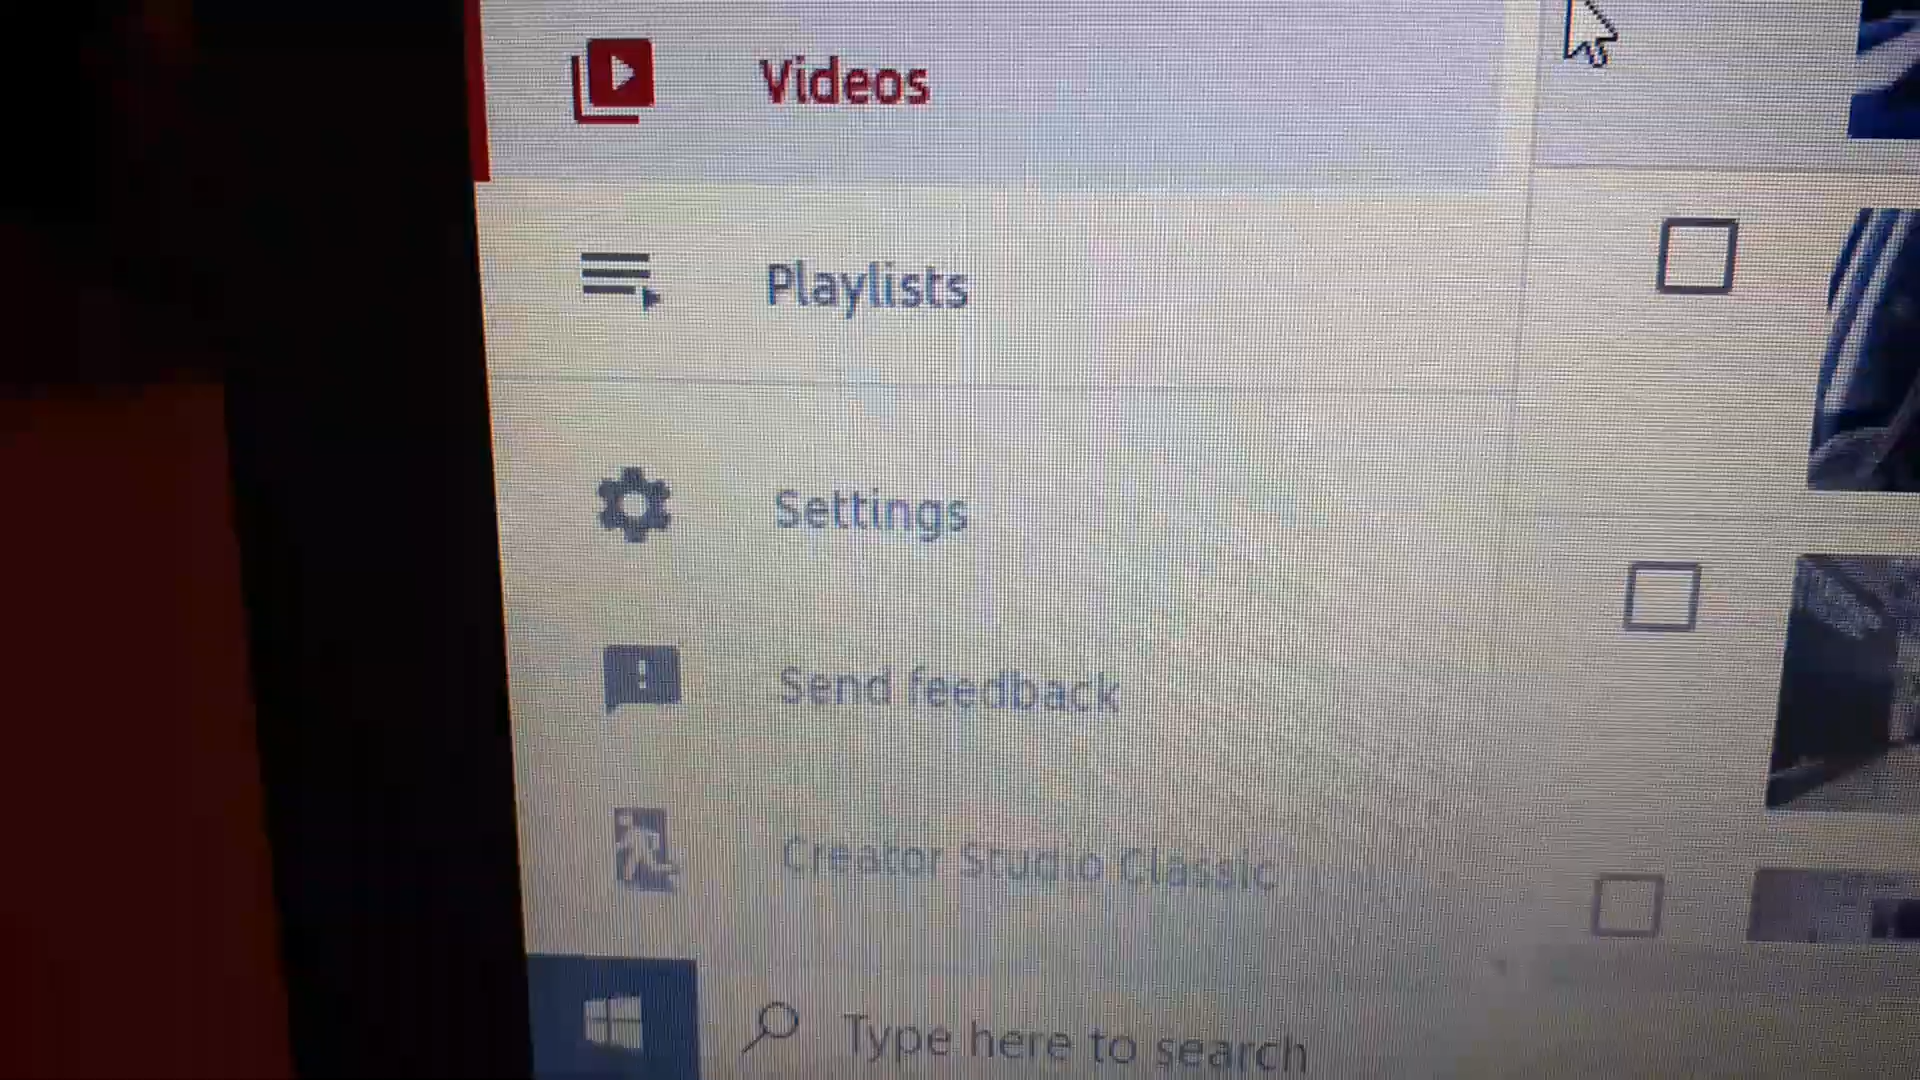 Videos
Playlists
Settings
Send feedback
Creator Studio Classic
Type here to search